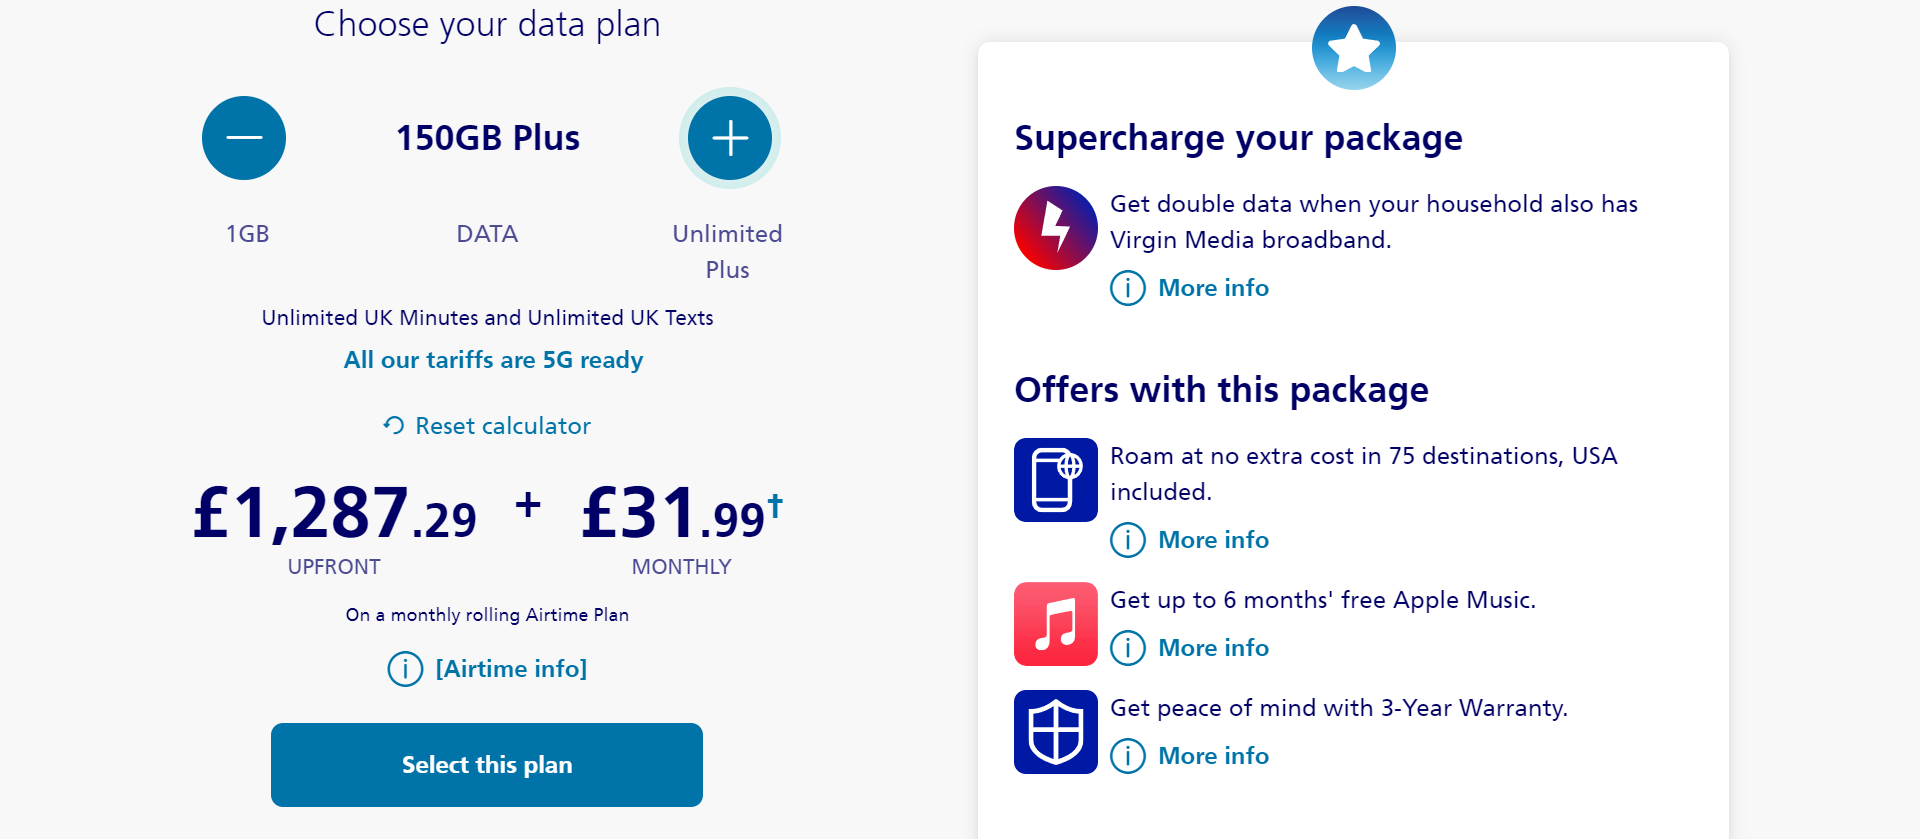 Choose your data plan
150GB Plus
1GB
DATA
Unlimited
Plus
Unlimited UK Minutes and Unlimited UK Texts
All our tariffs are 5G ready
Reset calculator
£1,287.29 + £31.99†
UPFRONT
MONTHLY
On a monthly rolling Airtime Plan
[Airtime info]
Select this plan
Supercharge your package
Get double data when your household also has
Virgin Media broadband.
More info
Offers with this package
Roam at no extra cost in 75 destinations, USA
included.
More info
Get up to 6 months' free Apple Music.
More info
Get peace of mind with 3-Year Warranty.
More info